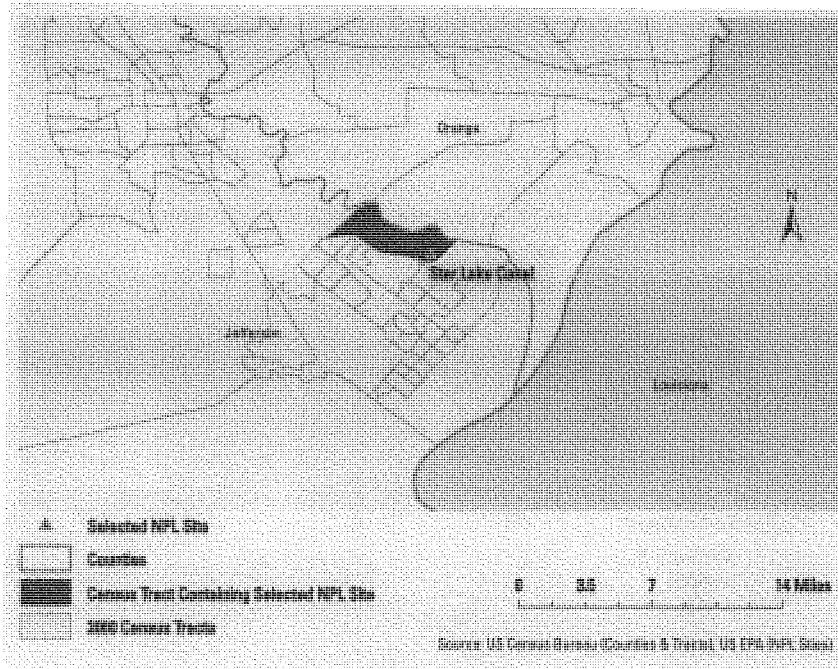 Orange
N
Star Lake Canal
Jefferson
Louisiana
Selected NPL Site
Counties
Census Tract Containing Selected NPL Site
2000 Census Tracts
0 3.5 7 14 Miles
Source: US Census Bureau (Counties & Tracts), US EPA (NPL Sites)